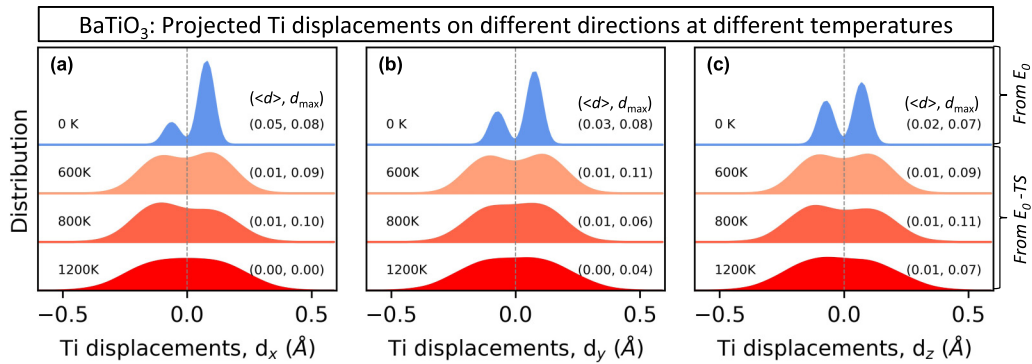 BaTiO₃: Projected Ti displacements on different directions at different temperatures
(a)
(<d>, dmax)
0 K
(0.05, 0.08)
600K
(0.01, 0.09)
800K
(0.01, 0.10)
1200K
(0.00, 0.00)
−0.5
0.0
0.5
Ti displacements, dₓ (Å)
Distribution
(b)
(<d>, dmax)
0 K
(0.03, 0.08)
600K
(0.01, 0.11)
800K
(0.01, 0.06)
1200K
(0.00, 0.04)
−0.5
0.0
0.5
Ti displacements, dy (Å)
(c)
(<d>, dmax)
0 K
(0.02, 0.07)
600K
(0.01, 0.09)
800K
(0.01, 0.11)
1200K
(0.01, 0.07)
−0.5
0.0
0.5
Ti displacements, dz (Å)
From E₀
From E₀-TS